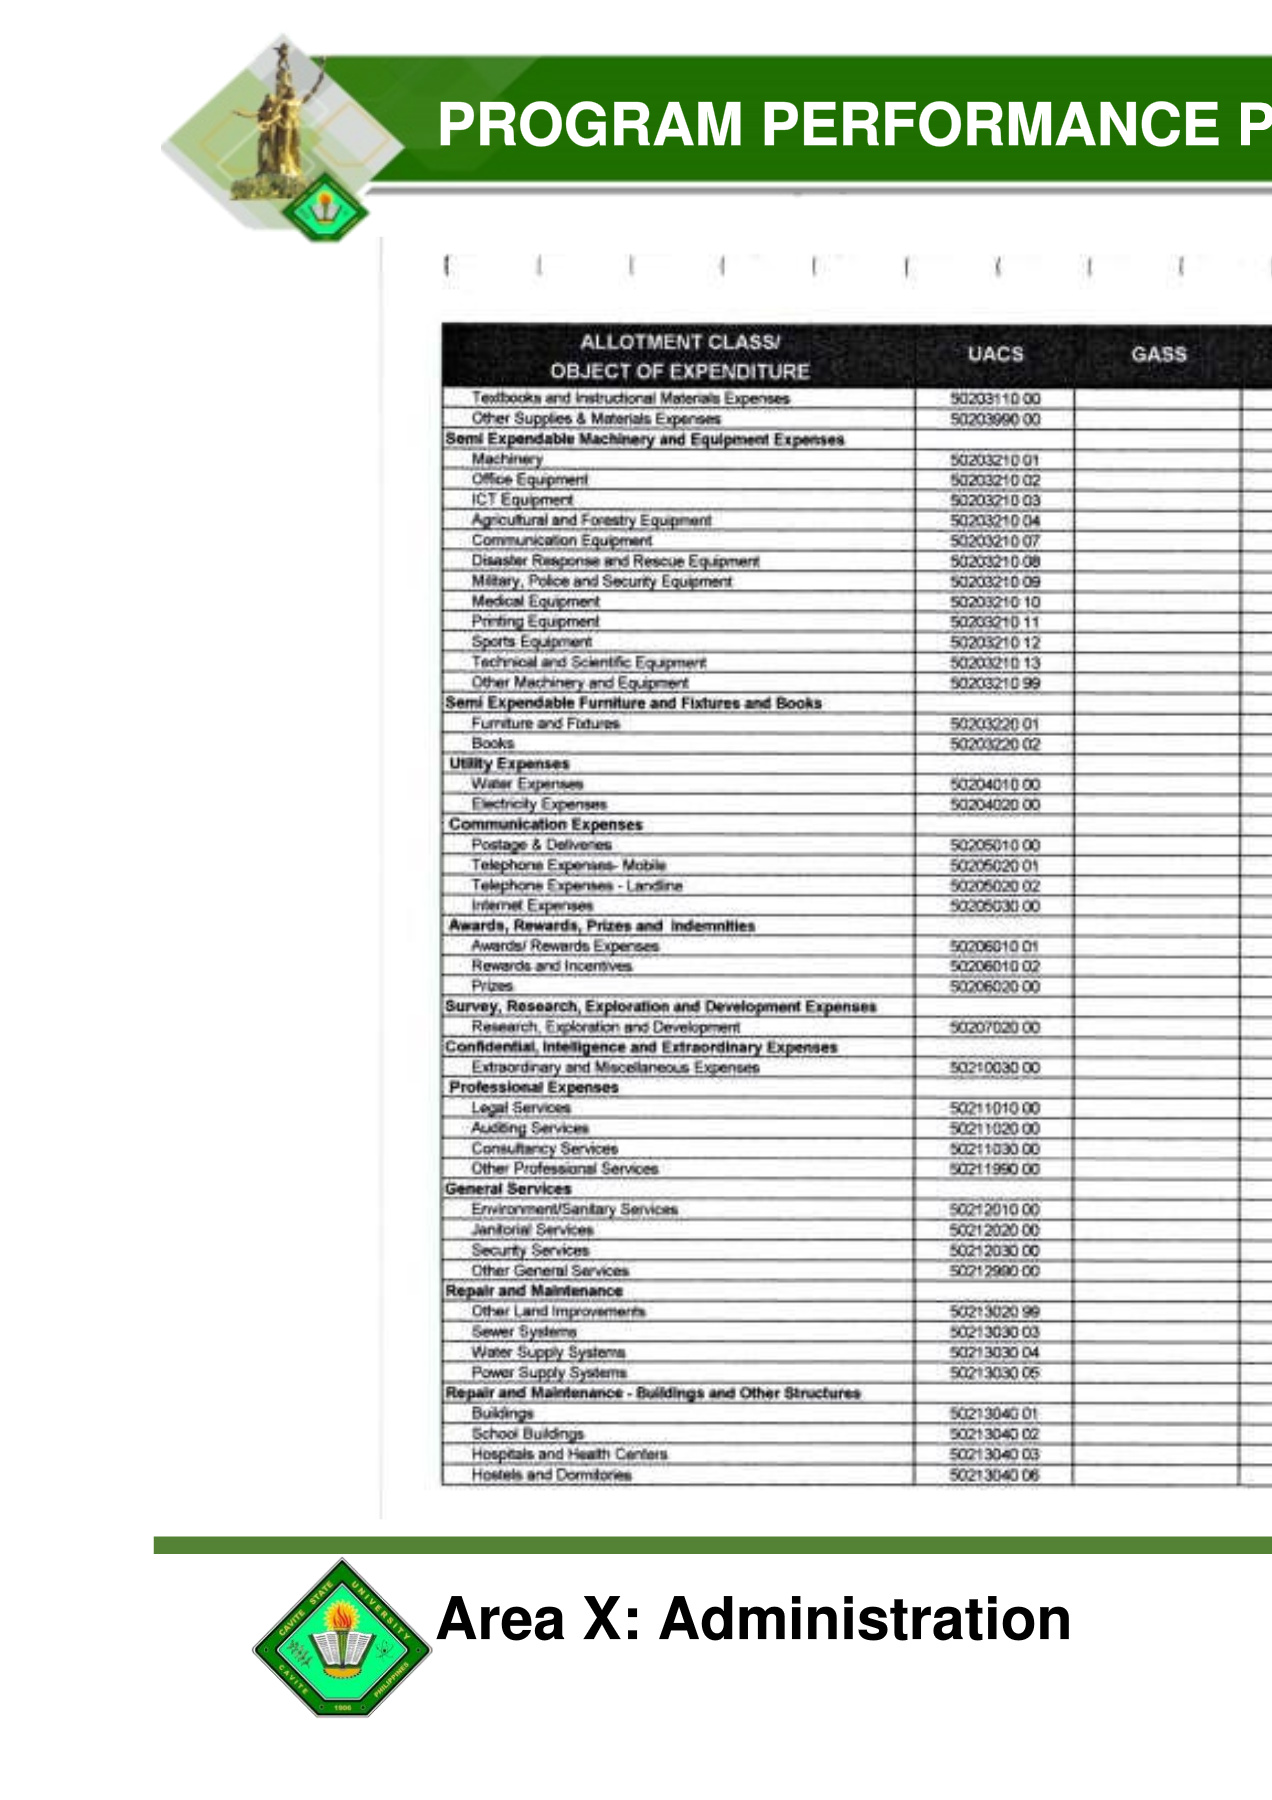 PROGRAM PERFORMANCE P
ALLOTMENT CLASS/
OBJECT OF EXPENDITURE
UACS
GASS
Textbooks and Instructional Materials Expenses 50203110 00
Other Supplies & Materials Expenses 50203990 00
Semi Expendable Machinery and Equipment Expenses
Machinery 50203210 01
Office Equipment 50203210 02
ICT Equipment 50203210 03
Agricultural and Forestry Equipment 50203210 04
Communication Equipment 50203210 07
Disaster Response and Rescue Equipment 50203210 08
Military, Police and Security Equipment 50203210 09
Medical Equipment 50203210 10
Printing Equipment 50203210 11
Sports Equipment 50203210 12
Technical and Scientific Equipment 50203210 13
Other Machinery and Equipment 50203210 99
Semi Expendable Furniture and Fixtures and Books
Furniture and Fixtures 50203220 01
Books 50203220 02
Utility Expenses
Water Expenses 50204010 00
Electricity Expenses 50204020 00
Communication Expenses
Postage & Deliveries 50205010 00
Telephone Expenses- Mobile 50205020 01
Telephone Expenses - Landline 50205020 02
Internet Expenses 50205030 00
Awards, Rewards, Prizes and Indemnities
Awards/ Rewards Expenses 50206010 01
Rewards and Incentives 50206010 02
Prizes 50206020 00
Survey, Research, Exploration and Development Expenses
Research, Exploration and Development 50207020 00
Confidential, Intelligence and Extraordinary Expenses
Extraordinary and Miscellaneous Expenses 50210030 00
Professional Expenses
Legal Services 50211010 00
Auditing Services 50211020 00
Consultancy Services 50211030 00
Other Professional Services 50211990 00
General Services
Environment/Sanitary Services 50212010 00
Janitorial Services 50212020 00
Security Services 50212030 00
Other General Services 50212990 00
Repair and Maintenance
Other Land Improvements 50213020 99
Sewer Systems 50213030 03
Water Supply Systems 50213030 04
Power Supply Systems 50213030 05
Repair and Maintenance - Buildings and Other Structures
Buildings 50213040 01
School Buildings 50213040 02
Hospitals and Health Centers 50213040 03
Hostels and Dormitories 50213040 06
CAVITE STATE UNIVERSITY
CAVITE 1906 PHILIPPINES
Area X: Administration